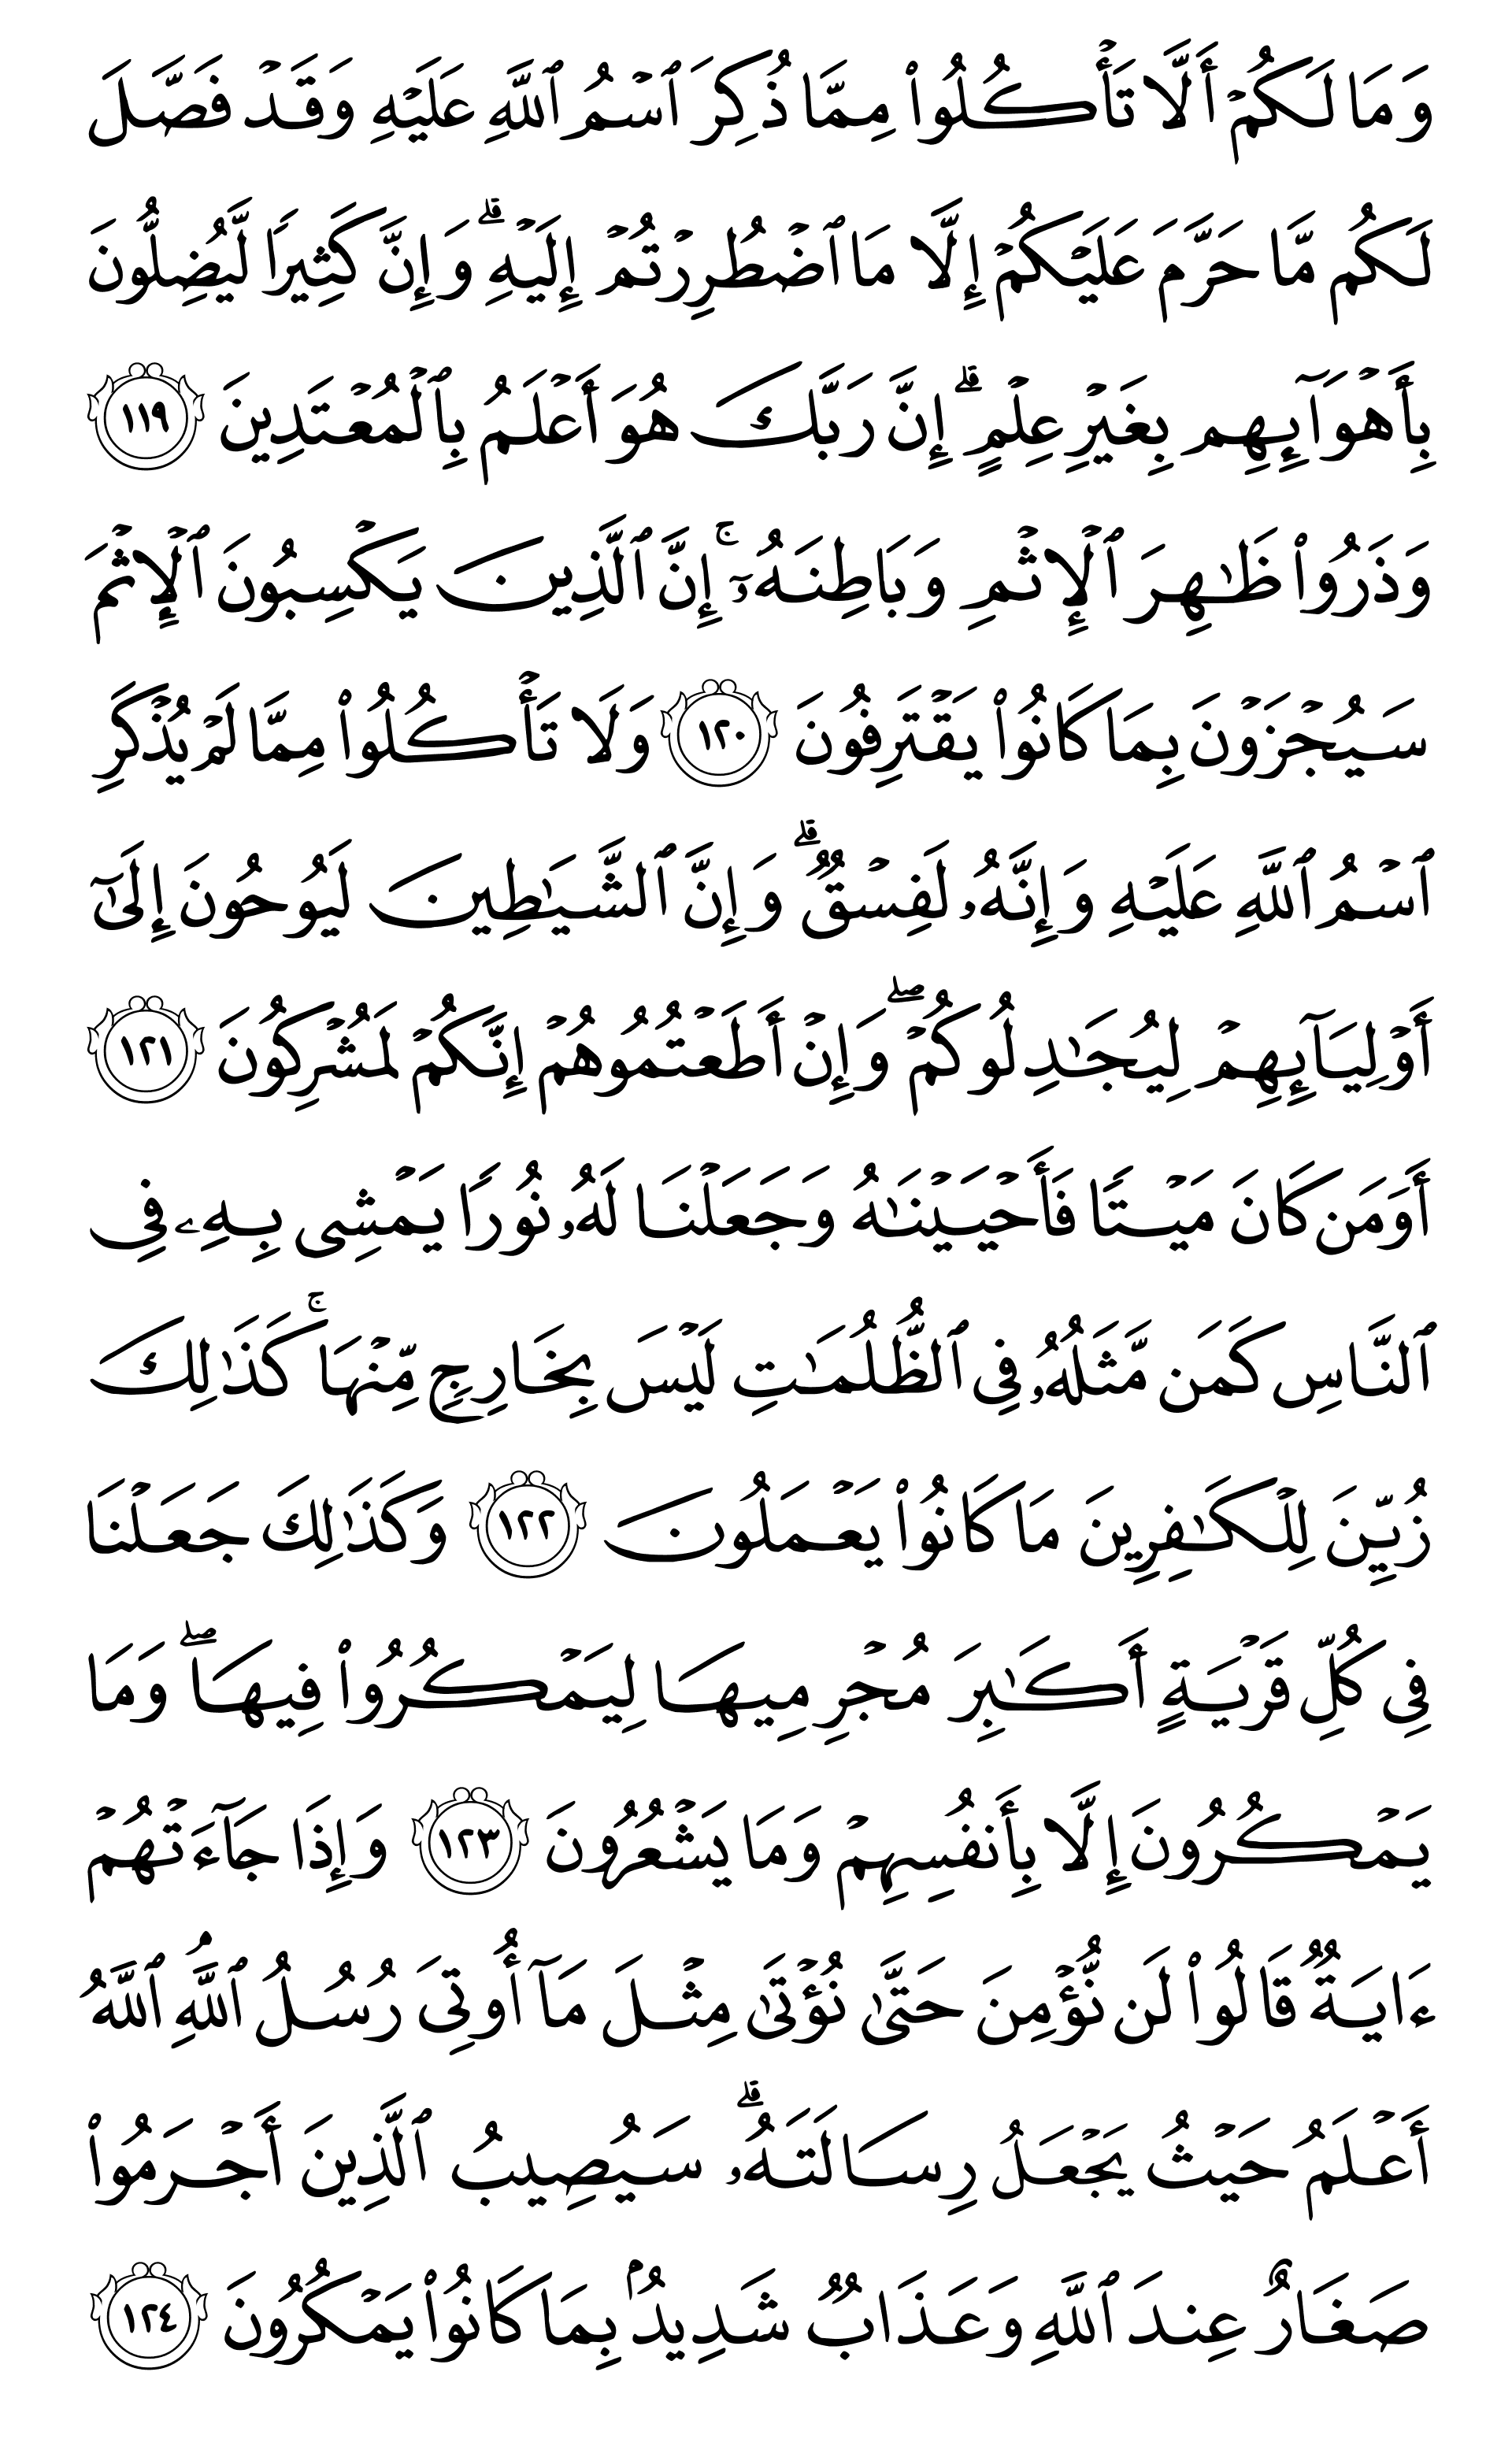 وَمَا لَكُمۡ أَلَّا تَأۡكُلُواْ مِمَّا ذُكِرَ ٱسۡمُ ٱللَّهِ عَلَيۡهِ وَقَدۡ فَصَّلَ
لَكُم مَّا حَرَّمَ عَلَيۡكُمۡ إِلَّا مَا ٱضۡطُرِرۡتُمۡ إِلَيۡهِۗ وَإِنَّ كَثِيرٗا لَّيُضِلُّونَ
بِأَهۡوَآئِهِم بِغَيۡرِ عِلۡمٍۚ إِنَّ رَبَّكَ هُوَ أَعۡلَمُ بِٱلۡمُعۡتَدِينَ ١١٩
وَذَرُواْ ظَٰهِرَ ٱلۡإِثۡمِ وَبَاطِنَهُۥٓۚ إِنَّ ٱلَّذِينَ يَكۡسِبُونَ ٱلۡإِثۡمَ
سَيُجۡزَوۡنَ بِمَا كَانُواْ يَقۡتَرِفُونَ ١٢٠ وَلَا تَأۡكُلُواْ مِمَّا لَمۡ يُذۡكَرِ
ٱسۡمُ ٱللَّهِ عَلَيۡهِ وَإِنَّهُۥ لَفِسۡقٞۗ وَإِنَّ ٱلشَّيَٰطِينَ لَيُوحُونَ إِلَىٰٓ
أَوۡلِيَآئِهِمۡ لِيُجَٰدِلُوكُمۡۖ وَإِنۡ أَطَعۡتُمُوهُمۡ إِنَّكُمۡ لَمُشۡرِكُونَ ١٢١
أَوَمَن كَانَ مَيۡتٗا فَأَحۡيَيۡنَٰهُ وَجَعَلۡنَا لَهُۥ نُورٗا يَمۡشِي بِهِۦ فِي
ٱلنَّاسِ كَمَن مَّثَلُهُۥ فِي ٱلظُّلُمَٰتِ لَيۡسَ بِخَارِجٖ مِّنۡهَاۚ كَذَٰلِكَ
زُيِّنَ لِلۡكَٰفِرِينَ مَا كَانُواْ يَعۡمَلُونَ ١٢٢ وَكَذَٰلِكَ جَعَلۡنَا
فِي كُلِّ قَرۡيَةٍ أَكَٰبِرَ مُجۡرِمِيهَا لِيَمۡكُرُواْ فِيهَاۖ وَمَا
يَمۡكُرُونَ إِلَّا بِأَنفُسِهِمۡ وَمَا يَشۡعُرُونَ ١٢٣ وَإِذَا جَآءَتۡهُمۡ
ءَايَةٞ قَالُواْ لَن نُّؤۡمِنَ حَتَّىٰ نُؤۡتَىٰ مِثۡلَ مَآ أُوتِيَ رُسُلُ ٱللَّهِۘ ٱللَّهُ
أَعۡلَمُ حَيۡثُ يَجۡعَلُ رِسَالَتَهُۥۗ سَيُصِيبُ ٱلَّذِينَ أَجۡرَمُواْ
صَغَارٌ عِندَ ٱللَّهِ وَعَذَابٞ شَدِيدُۢ بِمَا كَانُواْ يَمۡكُرُونَ ١٢٤